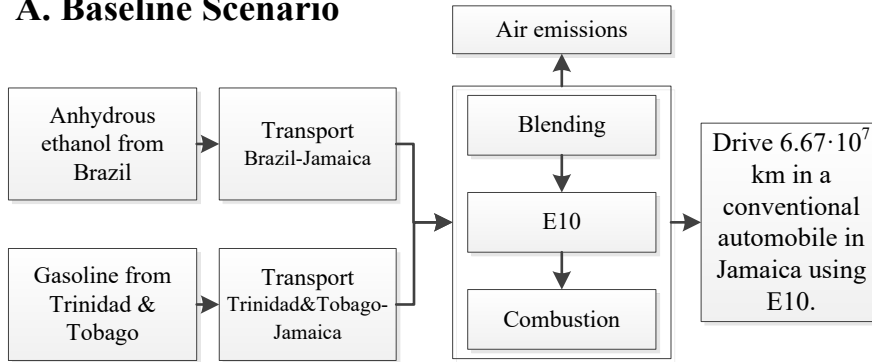 A. Baseline Scenario
Air emissions
Anhydrous
ethanol from
Brazil
Transport
Brazil-Jamaica
Gasoline from
Trinidad &
Tobago
Transport
Trinidad&Tobago-
Jamaica
Blending
E10
Combustion
Drive 6.67·10⁷
km in a
conventional
automobile in
Jamaica using
E10.